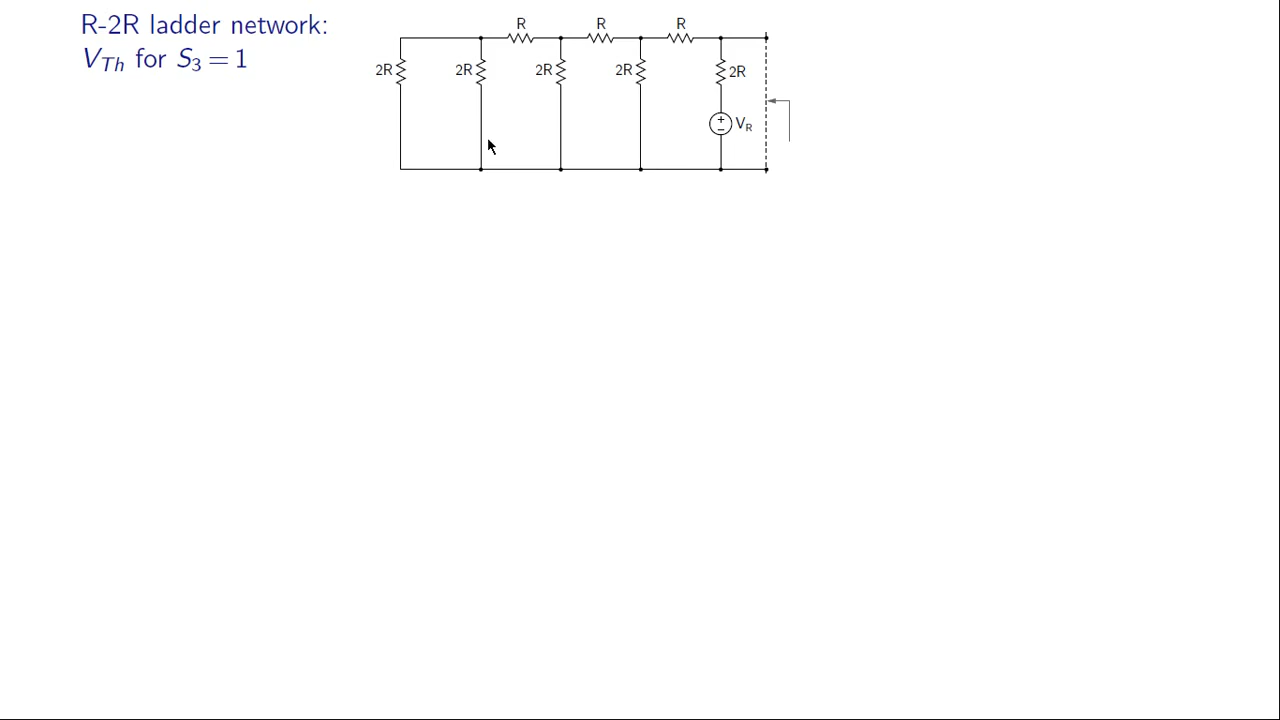 R-2R ladder network:
V_Th for S_3 = 1
R R R
2R 2R 2R 2R 2R
+
−
V_R